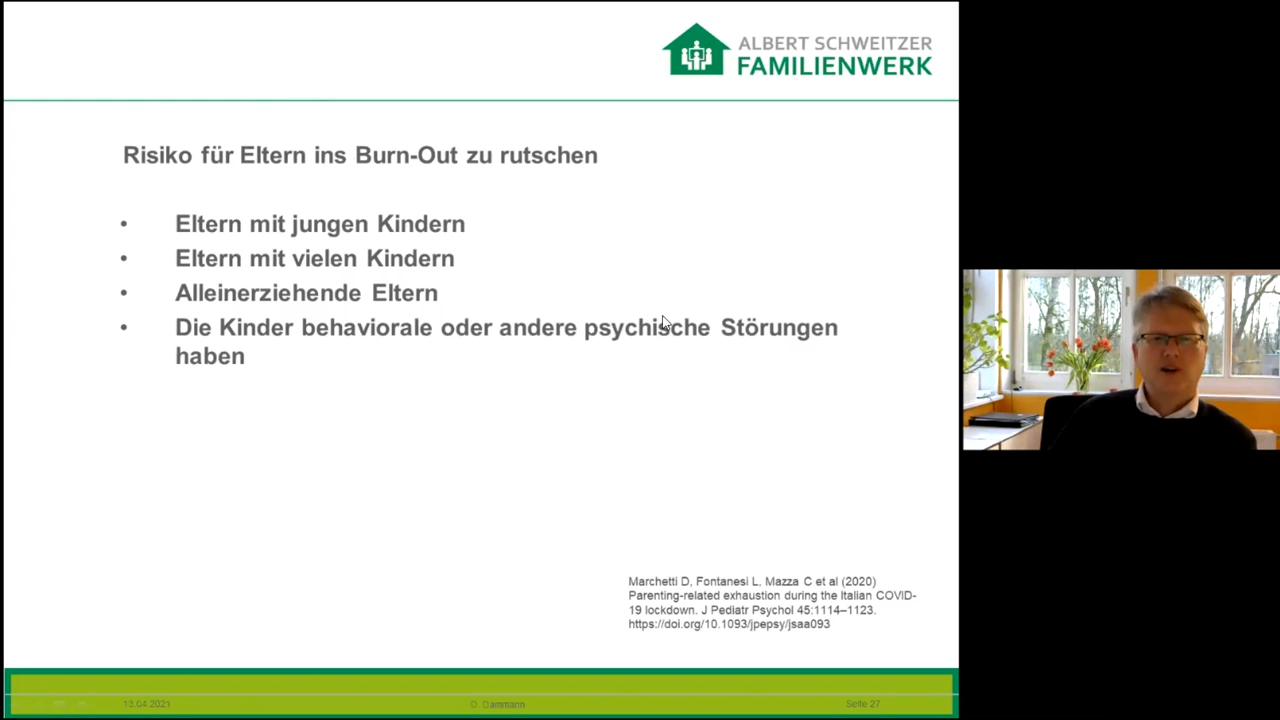 ALBERT SCHWEITZER
FAMILIENWERK
Risiko für Eltern ins Burn-Out zu rutschen
• Eltern mit jungen Kindern
• Eltern mit vielen Kindern
• Alleinerziehende Eltern
• Die Kinder behaviorale oder andere psychische Störungen
haben
Marchetti D, Fontanesi L, Mazza C et al (2020)
Parenting-related exhaustion during the Italian COVID-
19 lockdown. J Pediatr Psychol 45:1114–1123.
https://doi.org/10.1093/jpepsy/jsaa093
13.04.2021
D. Dammann
Seite 27